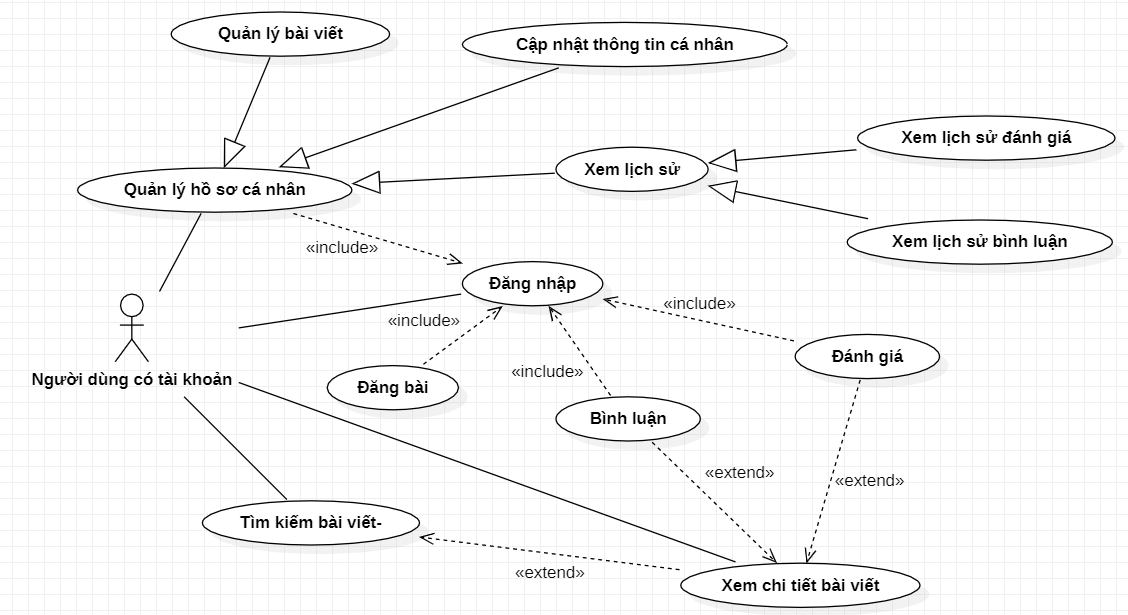 Quản lý bài viết
Cập nhật thông tin cá nhân
Xem lịch sử đánh giá
Xem lịch sử
Quản lý hồ sơ cá nhân
Xem lịch sử bình luận
«include»
Đăng nhập
«include»
«include»
Đánh giá
Người dùng có tài khoản
«include»
Đăng bài
Bình luận
«extend»
«extend»
Tìm kiếm bài viết-
«extend»
Xem chi tiết bài viết